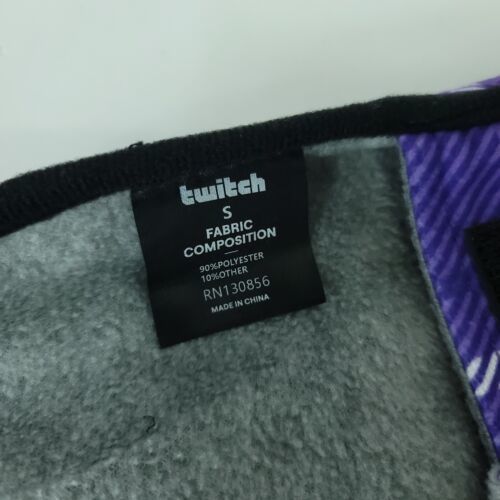 twitch
S
FABRIC
COMPOSITION
90%POLYESTER
10%OTHER
RN130856
MADE IN CHINA